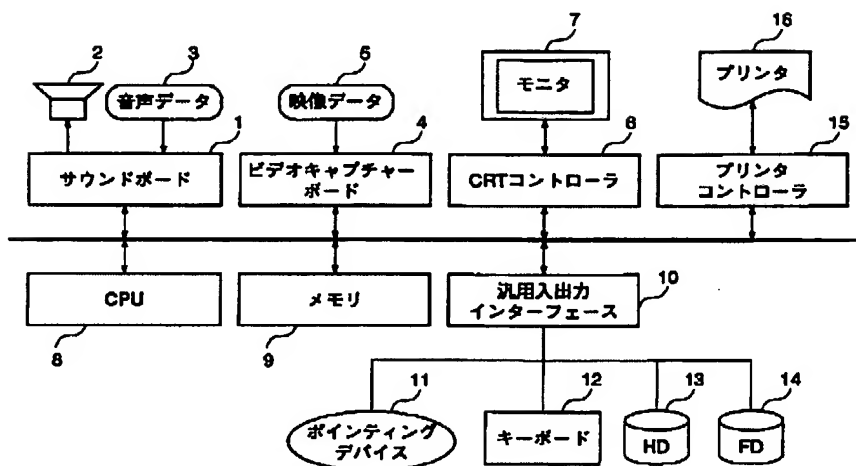 2
3
5
7
16
音声データ
映像データ
モニタ
プリンタ
1
4
6
15
サウンドボード
ビデオキャプチャー
ボード
CRTコントローラ
プリンタ
コントローラ
CPU
メモリ
汎用入出力
インターフェース
10
8
9
11
12
13
14
ポインティング
デバイス
キーボード
HD
FD